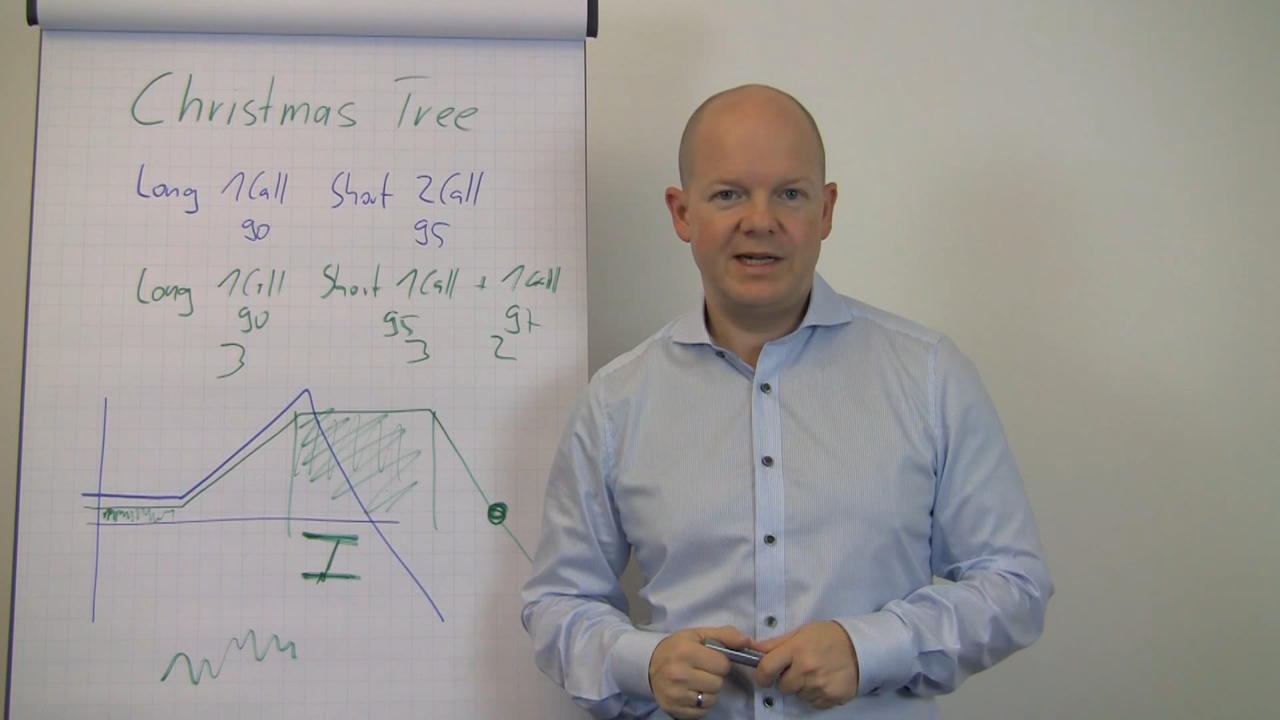 Christmas Tree
Long 1 Call Short 2 Call
90 95
Long 1 Call Short 1 Call + 1 Call
90 95 97
3 3 2
I